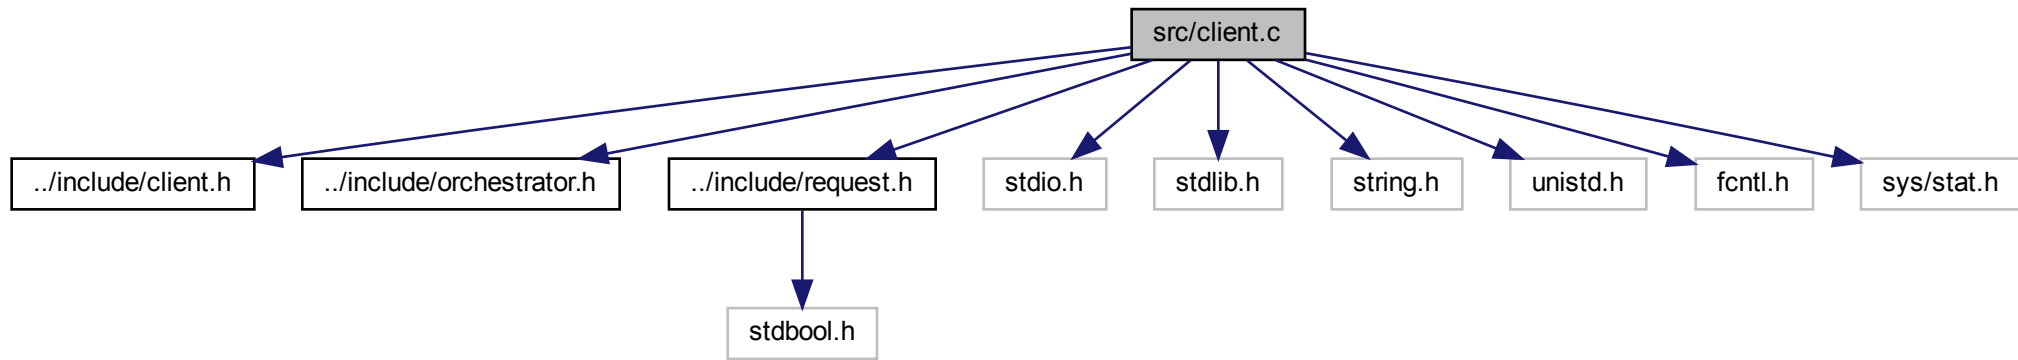 src/client.c
../include/client.h
../include/orchestrator.h
../include/request.h
stdio.h
stdlib.h
string.h
unistd.h
fcntl.h
sys/stat.h
stdbool.h